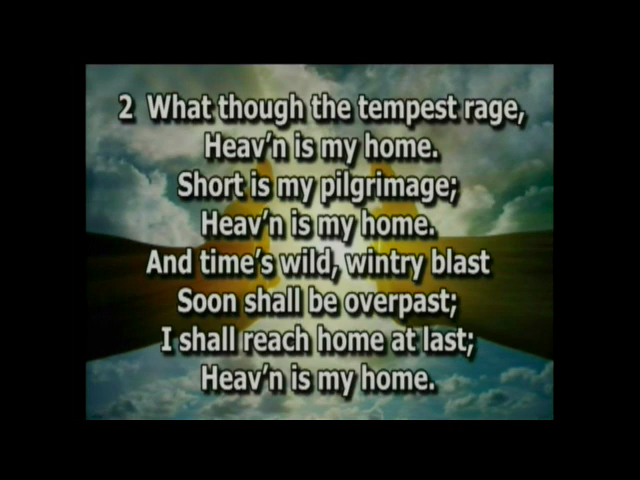 2 What though the tempest rage,
Heav'n is my home.
Short is my pilgrimage;
Heav'n is my home.
And time's wild, wintry blast
Soon shall be overpast;
I shall reach home at last;
Heav'n is my home.